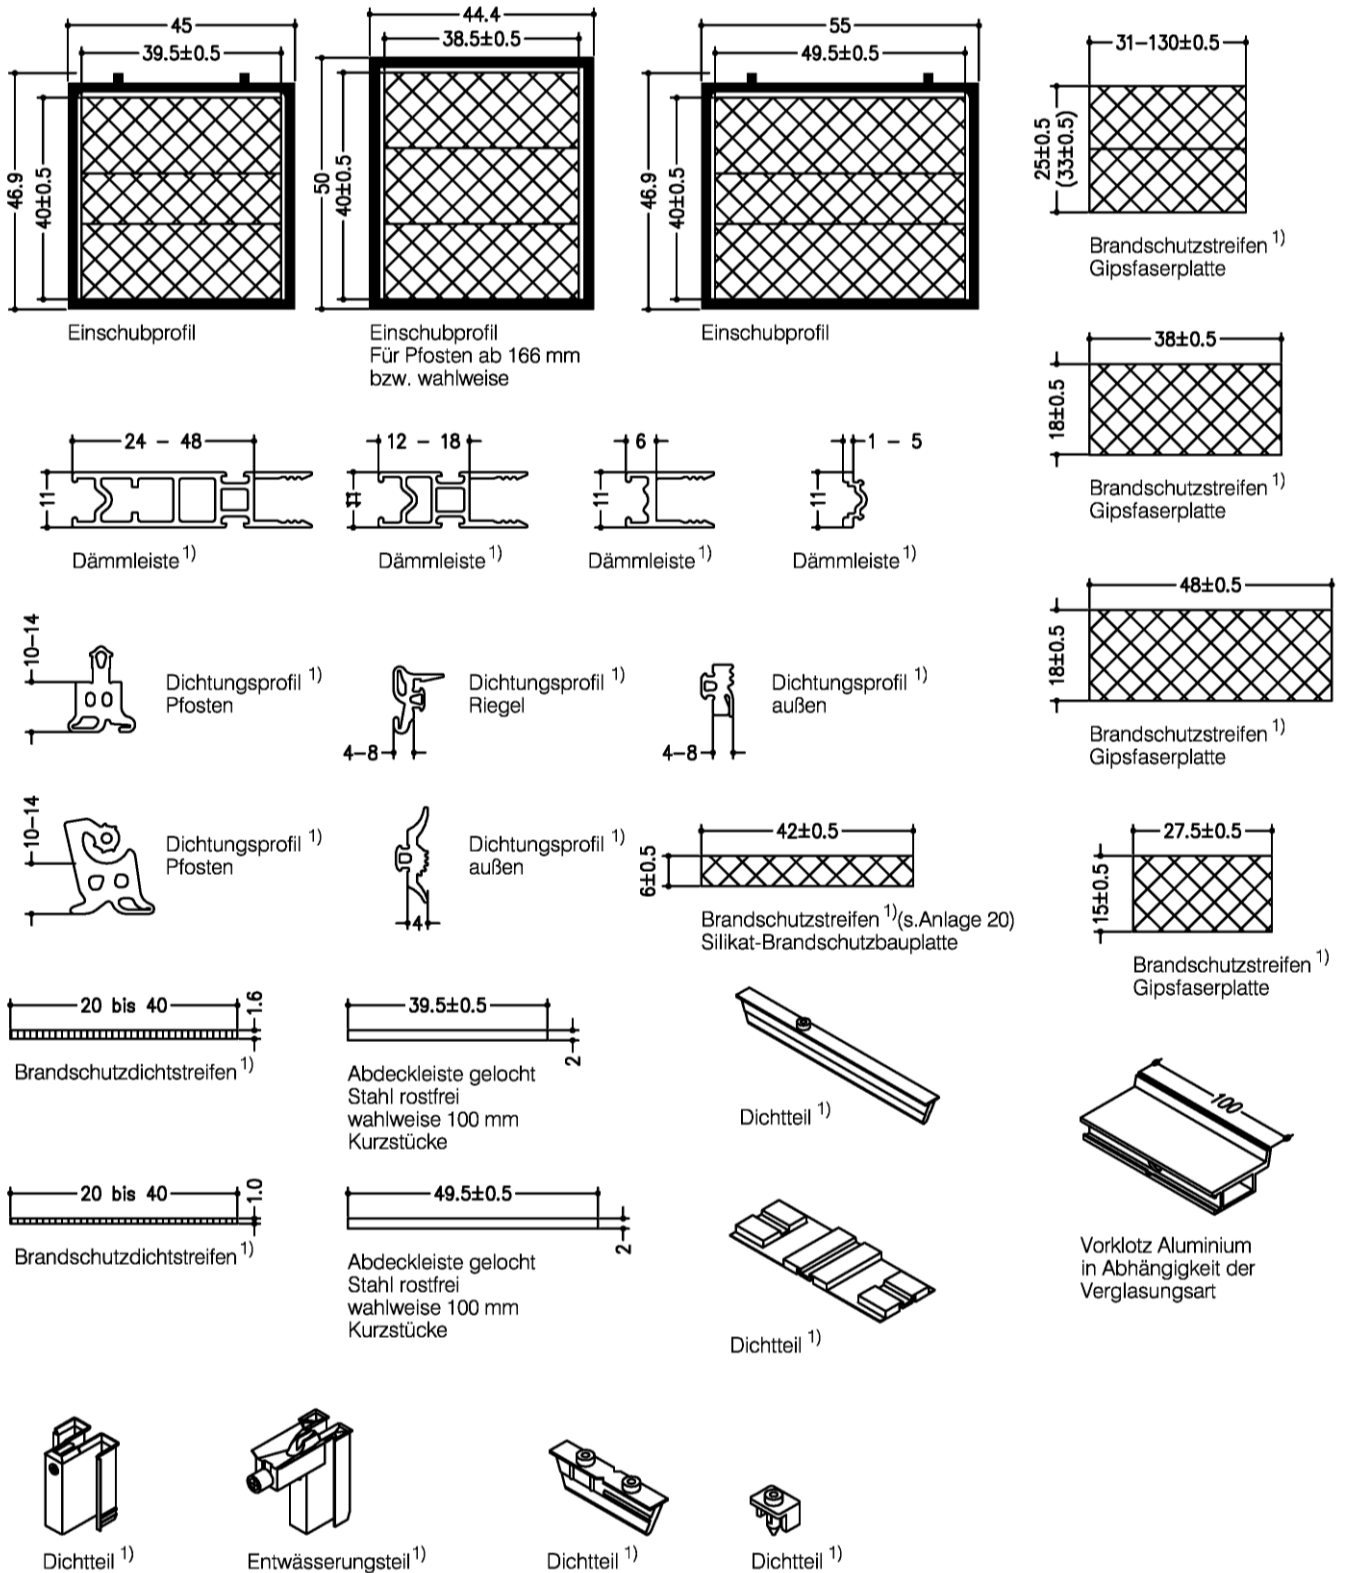 45
39.5±0.5
46.9
40±0.5
Einschubprofil
44.4
38.5±0.5
50
40±0.5
Einschubprofil
Für Pfosten ab 166 mm
bzw. wahlweise
55
49.5±0.5
46.9
40±0.5
Einschubprofil
31–130±0.5
25±0.5
(33±0.5)
Brandschutzstreifen 1)
Gipsfaserplatte
38±0.5
18±0.5
Brandschutzstreifen 1)
Gipsfaserplatte
24 – 48
11
Dämmleiste 1)
12 – 18
11
Dämmleiste 1)
6
11
Dämmleiste 1)
1 – 5
11
Dämmleiste 1)
48±0.5
18±0.5
Brandschutzstreifen 1)
Gipsfaserplatte
10–14
Dichtungsprofil 1)
Pfosten
4–8
Dichtungsprofil 1)
Riegel
4–8
Dichtungsprofil 1)
außen
10–14
Dichtungsprofil 1)
Pfosten
4
Dichtungsprofil 1)
außen
42±0.5
6±0.5
Brandschutzstreifen 1)(s.Anlage 20)
Silikat-Brandschutzbauplatte
27.5±0.5
15±0.5
Brandschutzstreifen 1)
Gipsfaserplatte
20 bis 40
1.6
Brandschutzdichtstreifen 1)
39.5±0.5
2
Abdeckleiste gelocht
Stahl rostfrei
wahlweise 100 mm
Kurzstücke
Dichtteil 1)
100
Vorklotz Aluminium
in Abhängigkeit der
Verglasungsart
20 bis 40
1.0
Brandschutzdichtstreifen 1)
49.5±0.5
2
Abdeckleiste gelocht
Stahl rostfrei
wahlweise 100 mm
Kurzstücke
Dichtteil 1)
Dichtteil 1)
Entwässerungsteil 1)
Dichtteil 1)
Dichtteil 1)